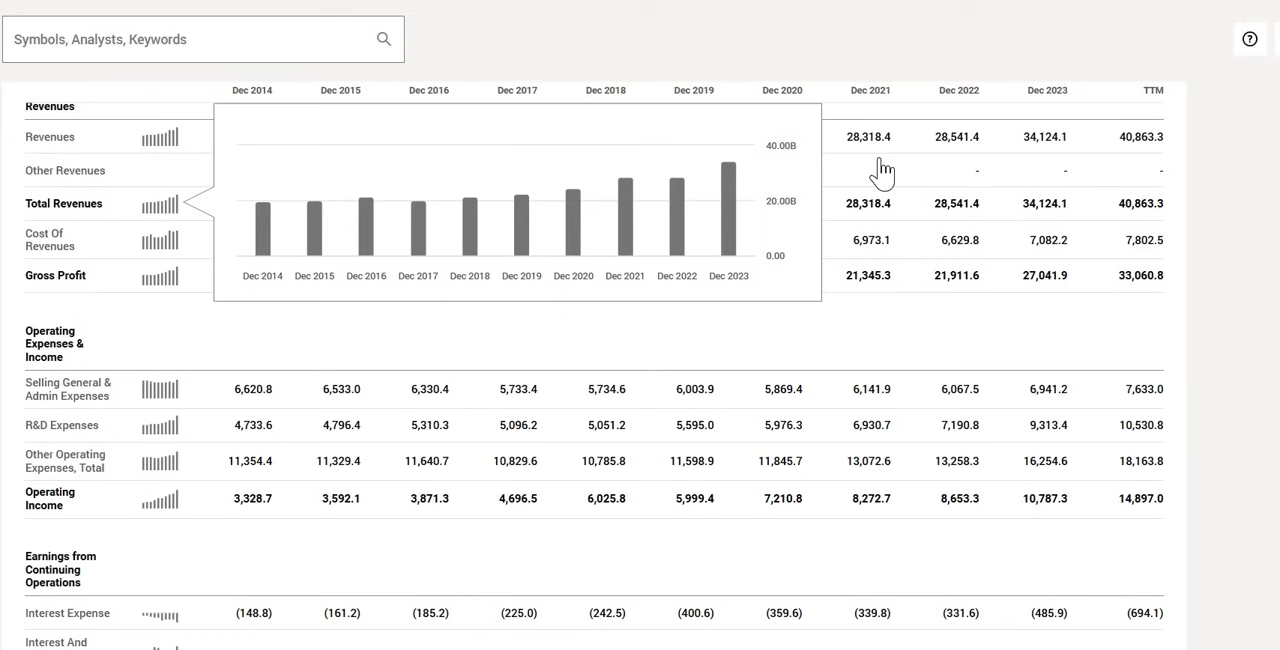 Symbols, Analysts, Keywords
Dec 2014 Dec 2015 Dec 2016 Dec 2017 Dec 2018 Dec 2019 Dec 2020 Dec 2021 Dec 2022 Dec 2023 TTM
Revenues
Revenues 28,318.4 28,541.4 34,124.1 40,863.3
Other Revenues - - -
Total Revenues 28,318.4 28,541.4 34,124.1 40,863.3
Cost Of
Revenues 6,973.1 6,629.8 7,082.2 7,802.5
Gross Profit 21,345.3 21,911.6 27,041.9 33,060.8
40.00B
20.00B
0.00
Dec 2014 Dec 2015 Dec 2016 Dec 2017 Dec 2018 Dec 2019 Dec 2020 Dec 2021 Dec 2022 Dec 2023
Operating
Expenses &
Income
Selling General &
Admin Expenses 6,620.8 6,533.0 6,330.4 5,733.4 5,734.6 6,003.9 5,869.4 6,141.9 6,067.5 6,941.2 7,633.0
R&D Expenses 4,733.6 4,796.4 5,310.3 5,096.2 5,051.2 5,595.0 5,976.3 6,930.7 7,190.8 9,313.4 10,530.8
Other Operating
Expenses, Total 11,354.4 11,329.4 11,640.7 10,829.6 10,785.8 11,598.9 11,845.7 13,072.6 13,258.3 16,254.6 18,163.8
Operating
Income 3,328.7 3,592.1 3,871.3 4,696.5 6,025.8 5,999.4 7,210.8 8,272.7 8,653.3 10,787.3 14,897.0
Earnings from
Continuing
Operations
Interest Expense (148.8) (161.2) (185.2) (225.0) (242.5) (400.6) (359.6) (339.8) (331.6) (485.9) (694.1)
Interest And